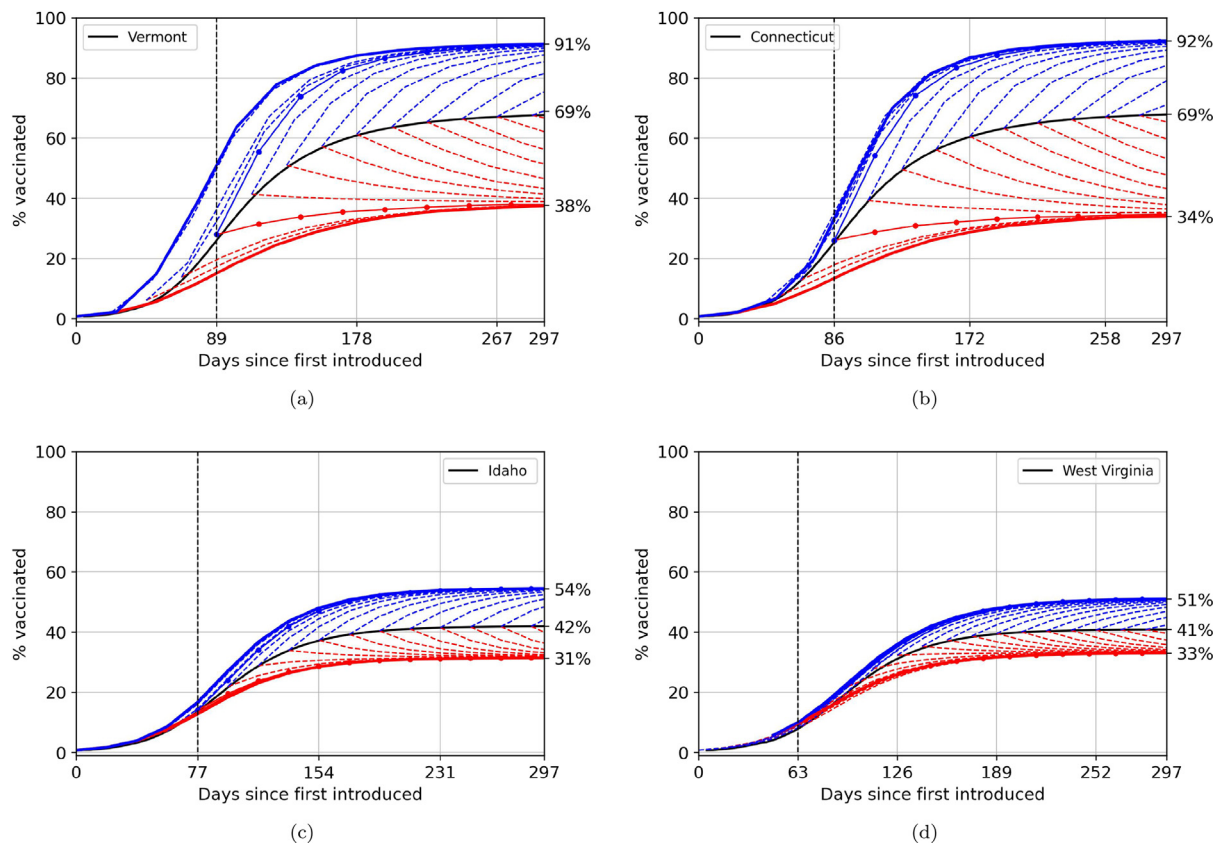 Vermont
% vaccinated
100
80
60
40
20
0
91%
69%
38%
0 89 178 267 297
Days since first introduced
(a)
Connecticut
% vaccinated
100
80
60
40
20
0
92%
69%
34%
0 86 172 258 297
Days since first introduced
(b)
Idaho
% vaccinated
100
80
60
40
20
0
54%
42%
31%
0 77 154 231 297
Days since first introduced
(c)
West Virginia
% vaccinated
100
80
60
40
20
0
51%
41%
33%
0 63 126 189 252 297
Days since first introduced
(d)